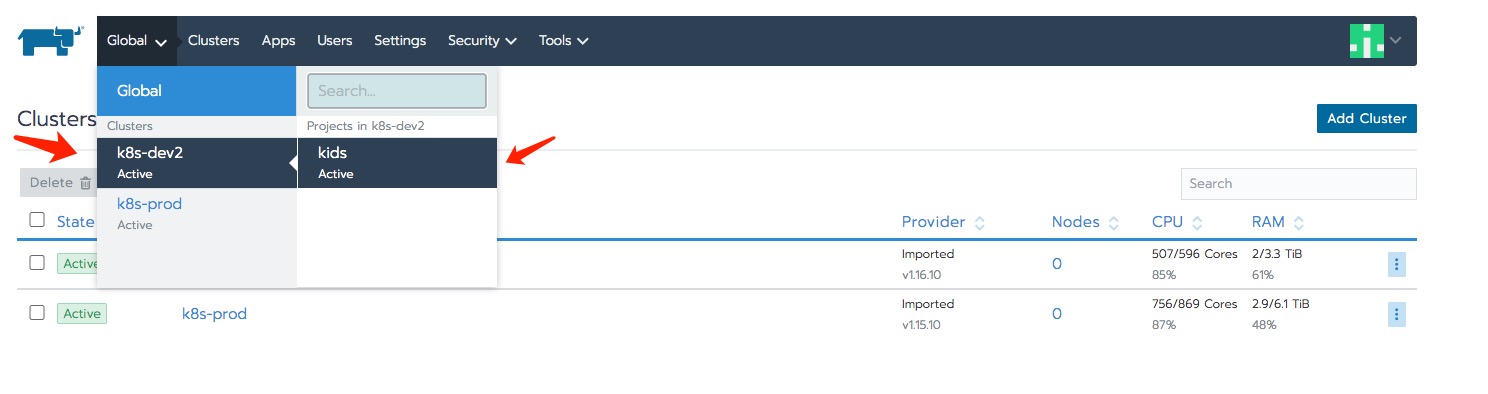 Global Clusters Apps Users Settings Security Tools
Global Search...
Clusters Add Cluster
Clusters Projects in k8s-dev2
k8s-dev2 kids
Active Active
Delete Search
k8s-prod
Active
State Provider Nodes CPU RAM
Active Imported 0 507/596 Cores 2/3.3 TiB
v1.16.10 85% 61%
Active k8s-prod Imported 0 756/869 Cores 2.9/6.1 TiB
v1.15.10 87% 48%